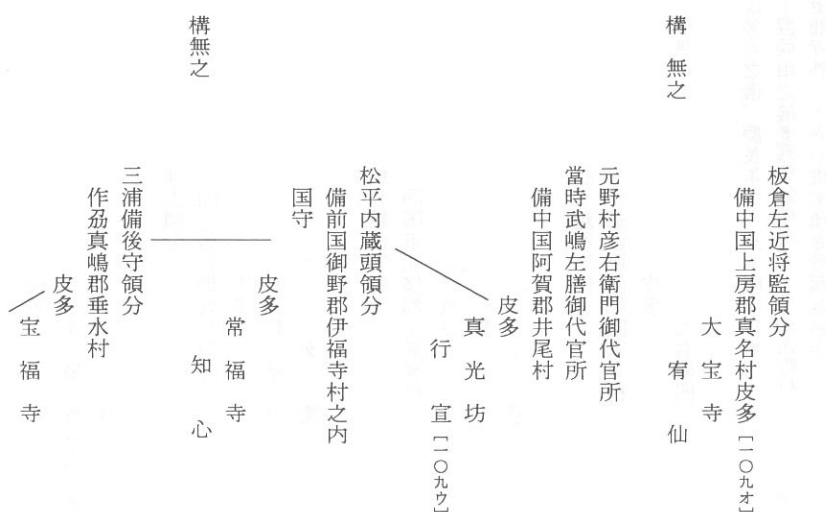 板倉左近将監領分
備中国上房郡真名村皮多［一〇九オ］
大宝寺
構無之 宥仙
元野村彦右衛門御代官所
當時武嶋左膳御代官所
備中国阿賀郡井尾村
皮多
真光坊
行宣［一〇九ウ］
松平内蔵頭領分
備前国御野郡伊福寺村之内
国守
皮多
常福寺
構無之 知心
三浦備後守領分
作刕真嶋郡垂水村
皮多
宝福寺